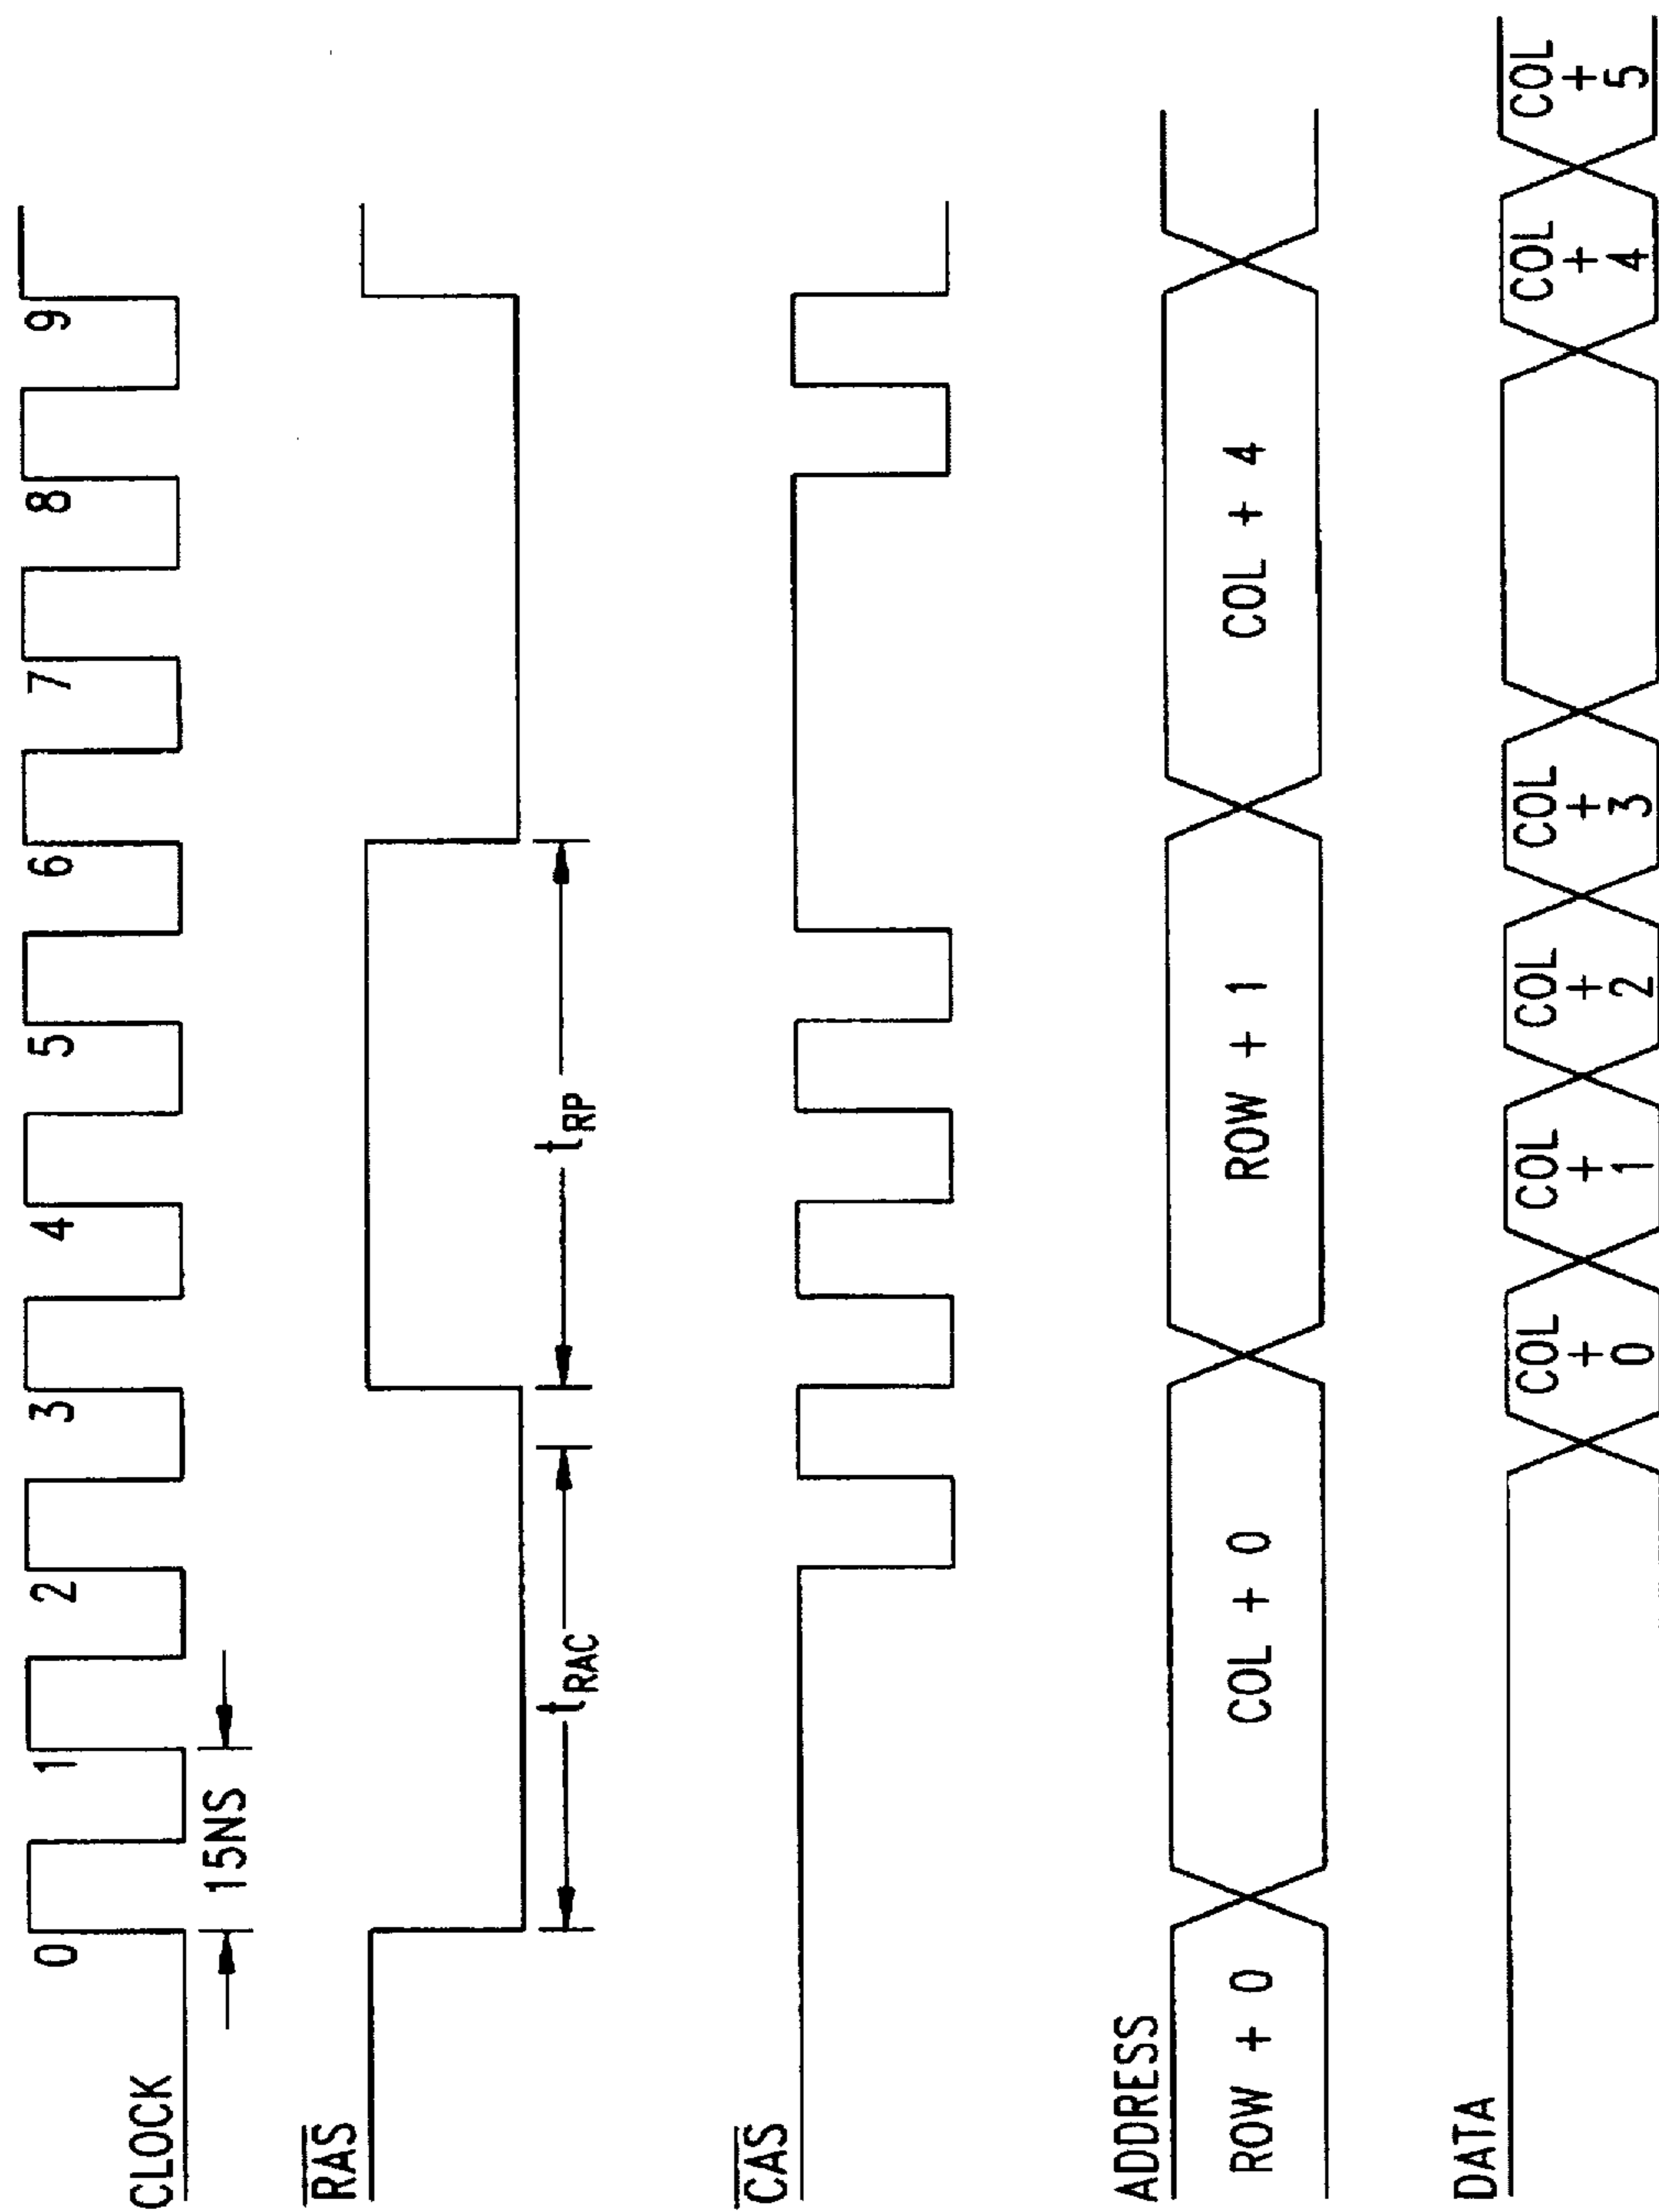 CLOCK
0 1 2 3 4 5 6 7 8 9
15NS
RAS
tRAC
tRP
CAS
ADDRESS
ROW + 0
COL + 0
ROW + 1
COL + 4
DATA
COL + 0
COL + 1
COL + 2
COL + 3
COL + 4
COL + 5